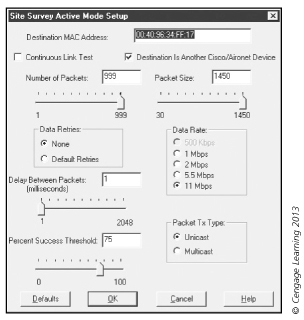 Site Survey Active Mode Setup
Destination MAC Address: 00:40:96:34:FF:17
Continuous Link Test
Destination Is Another Cisco/Aironet Device
Number of Packets: 999
Packet Size: 1450
1 999
30 1450
Data Retries:
None
Default Retries
Data Rate:
500 Kbps
1 Mbps
2 Mbps
5.5 Mbps
11 Mbps
Delay Between Packets: 1
(milliseconds)
1 2048
Packet Tx Type:
Unicast
Multicast
Percent Success Threshold: 75
0 100
Defaults OK Cancel Help
© Cengage Learning 2013